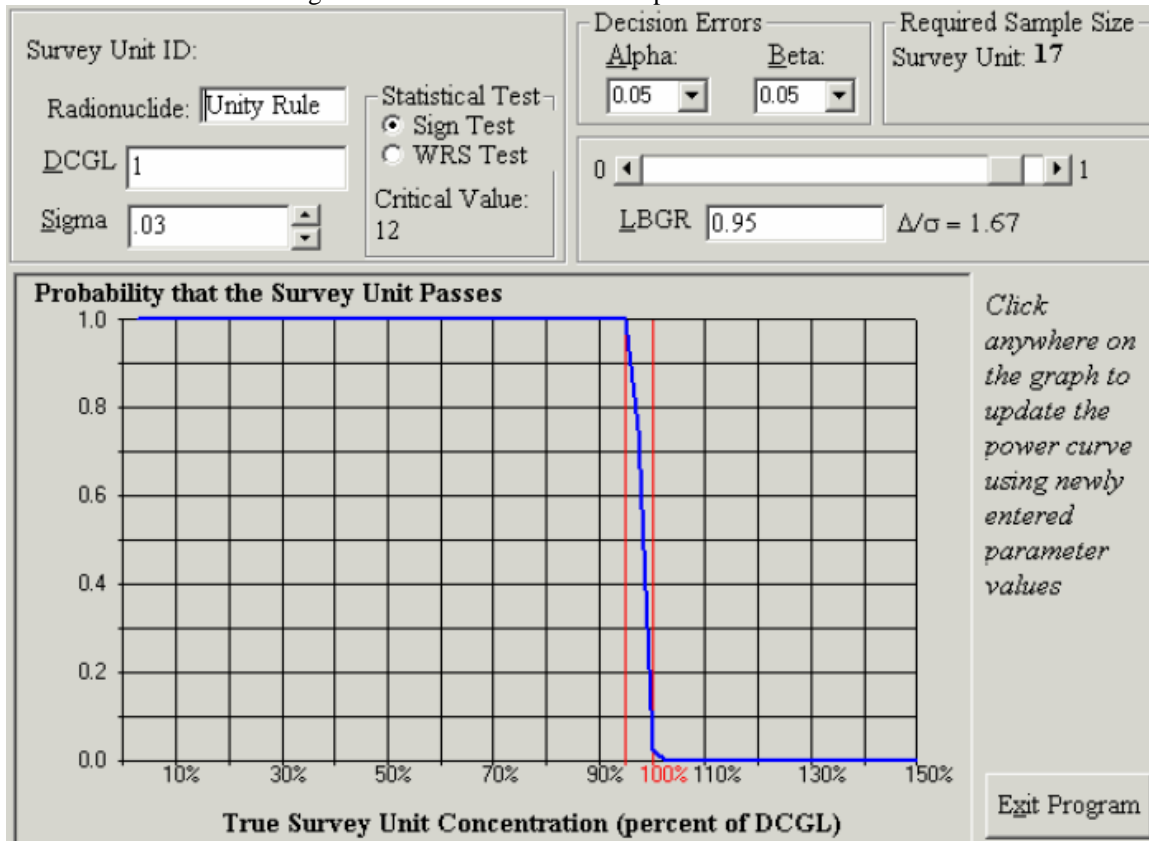 Survey Unit ID:
Radionuclide: Unity Rule
DCGL 1
Sigma .03
Statistical Test
Sign Test
WRS Test
Critical Value:
12
Decision Errors
Alpha: Beta:
0.05 0.05
Required Sample Size
Survey Unit: 17
0 1
LBGR 0.95 Δ/σ = 1.67
Probability that the Survey Unit Passes
1.0
0.8
0.6
0.4
0.2
0.0
10% 30% 50% 70% 90% 100% 110% 130% 150%
True Survey Unit Concentration (percent of DCGL)
Click
anywhere on
the graph to
update the
power curve
using newly
entered
parameter
values
Exit Program